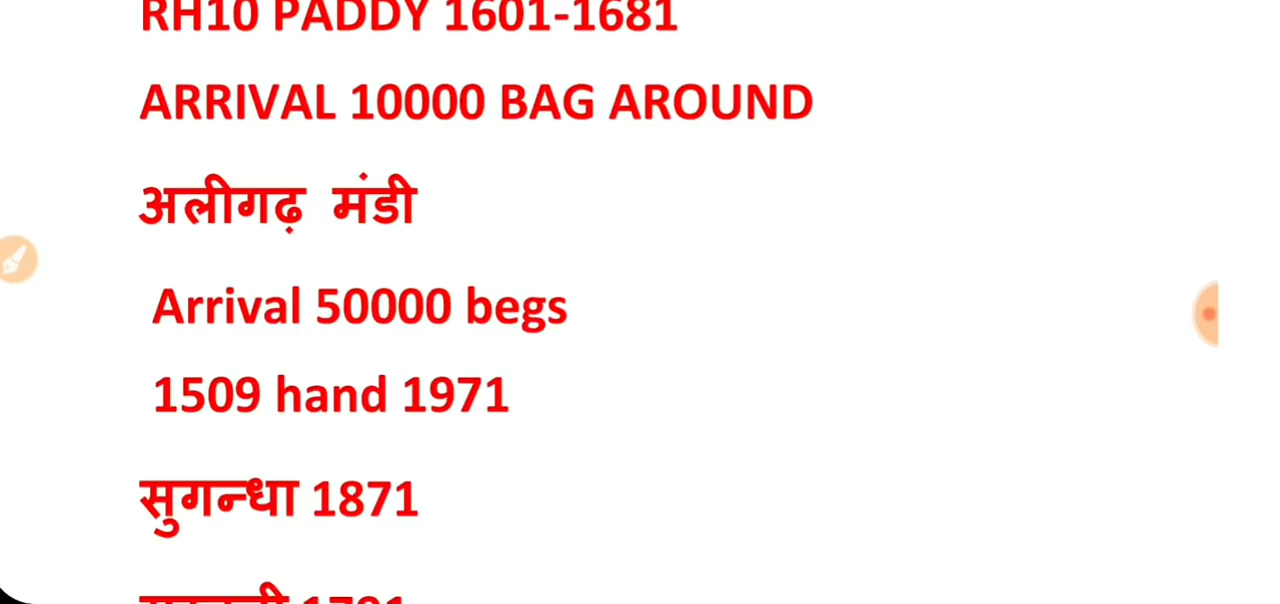 RH10 PADDY 1601-1681
ARRIVAL 10000 BAG AROUND
अलीगढ़ मंडी
Arrival 50000 begs
1509 hand 1971
सुगन्धा 1871